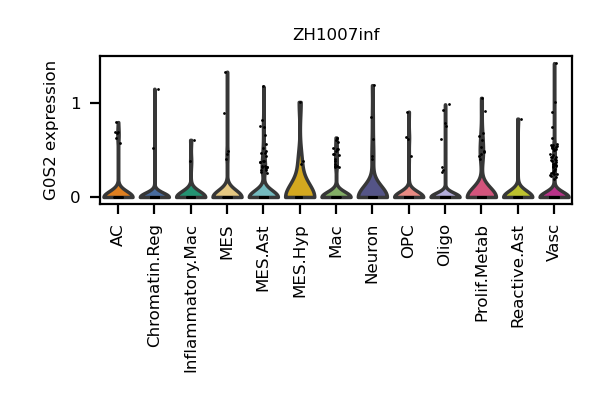 ZH1007inf
G0S2 expression
1
0
AC
Chromatin.Reg
Inflammatory.Mac
MES
MES.Ast
MES.Hyp
Mac
Neuron
OPC
Oligo
Prolif.Metab
Reactive.Ast
Vasc